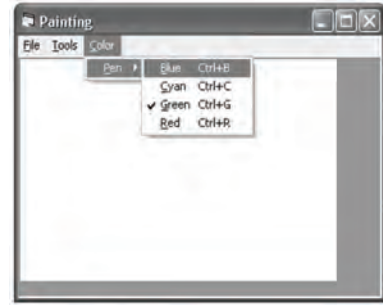 Painting
File Tools Color
Pen Blue Ctrl+B
Cyan Ctrl+C
Green Ctrl+G
Red Ctrl+R